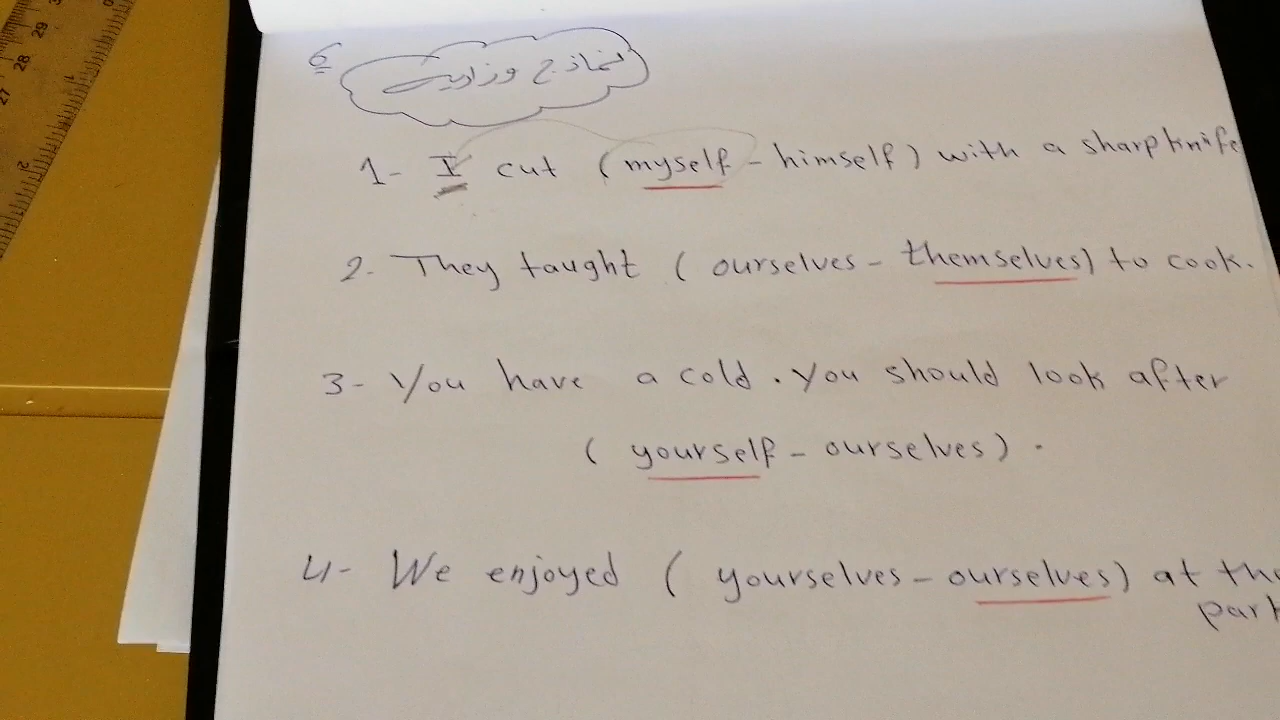 6
نماذج وزارية
1- I cut (myself - himself) with a sharp knife
2- They taught ( ourselves - themselves) to cook.
3- You have a cold. you should look after
( yourself - ourselves) .
4- We enjoyed ( yourselves - ourselves) at the
park